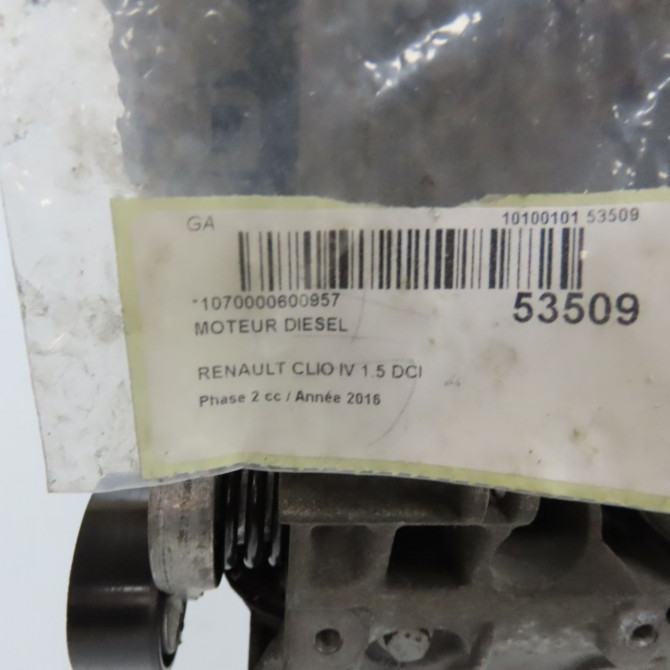 GA
10100101 53509
*1070000600957
53509
MOTEUR DIESEL
RENAULT CLIO IV 1.5 DCI
Phase 2 cc / Année 2016